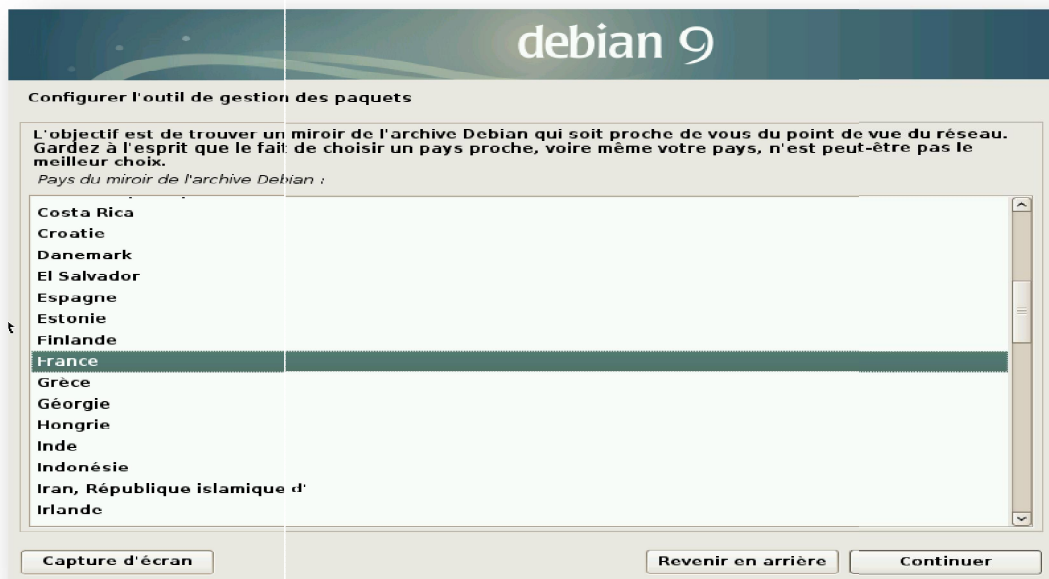 debian 9
Configurer l'outil de gestion des paquets
L'objectif est de trouver un miroir de l'archive Debian qui soit proche de vous du point de vue du réseau.
Gardez à l'esprit que le fait de choisir un pays proche, voire même votre pays, n'est peut-être pas le
meilleur choix.
Pays du miroir de l'archive Debian :
Costa Rica
Croatie
Danemark
El Salvador
Espagne
Estonie
Finlande
France
Grèce
Géorgie
Hongrie
Inde
Indonésie
Iran, République islamique d'
Irlande
Capture d'écran
Revenir en arrière
Continuer